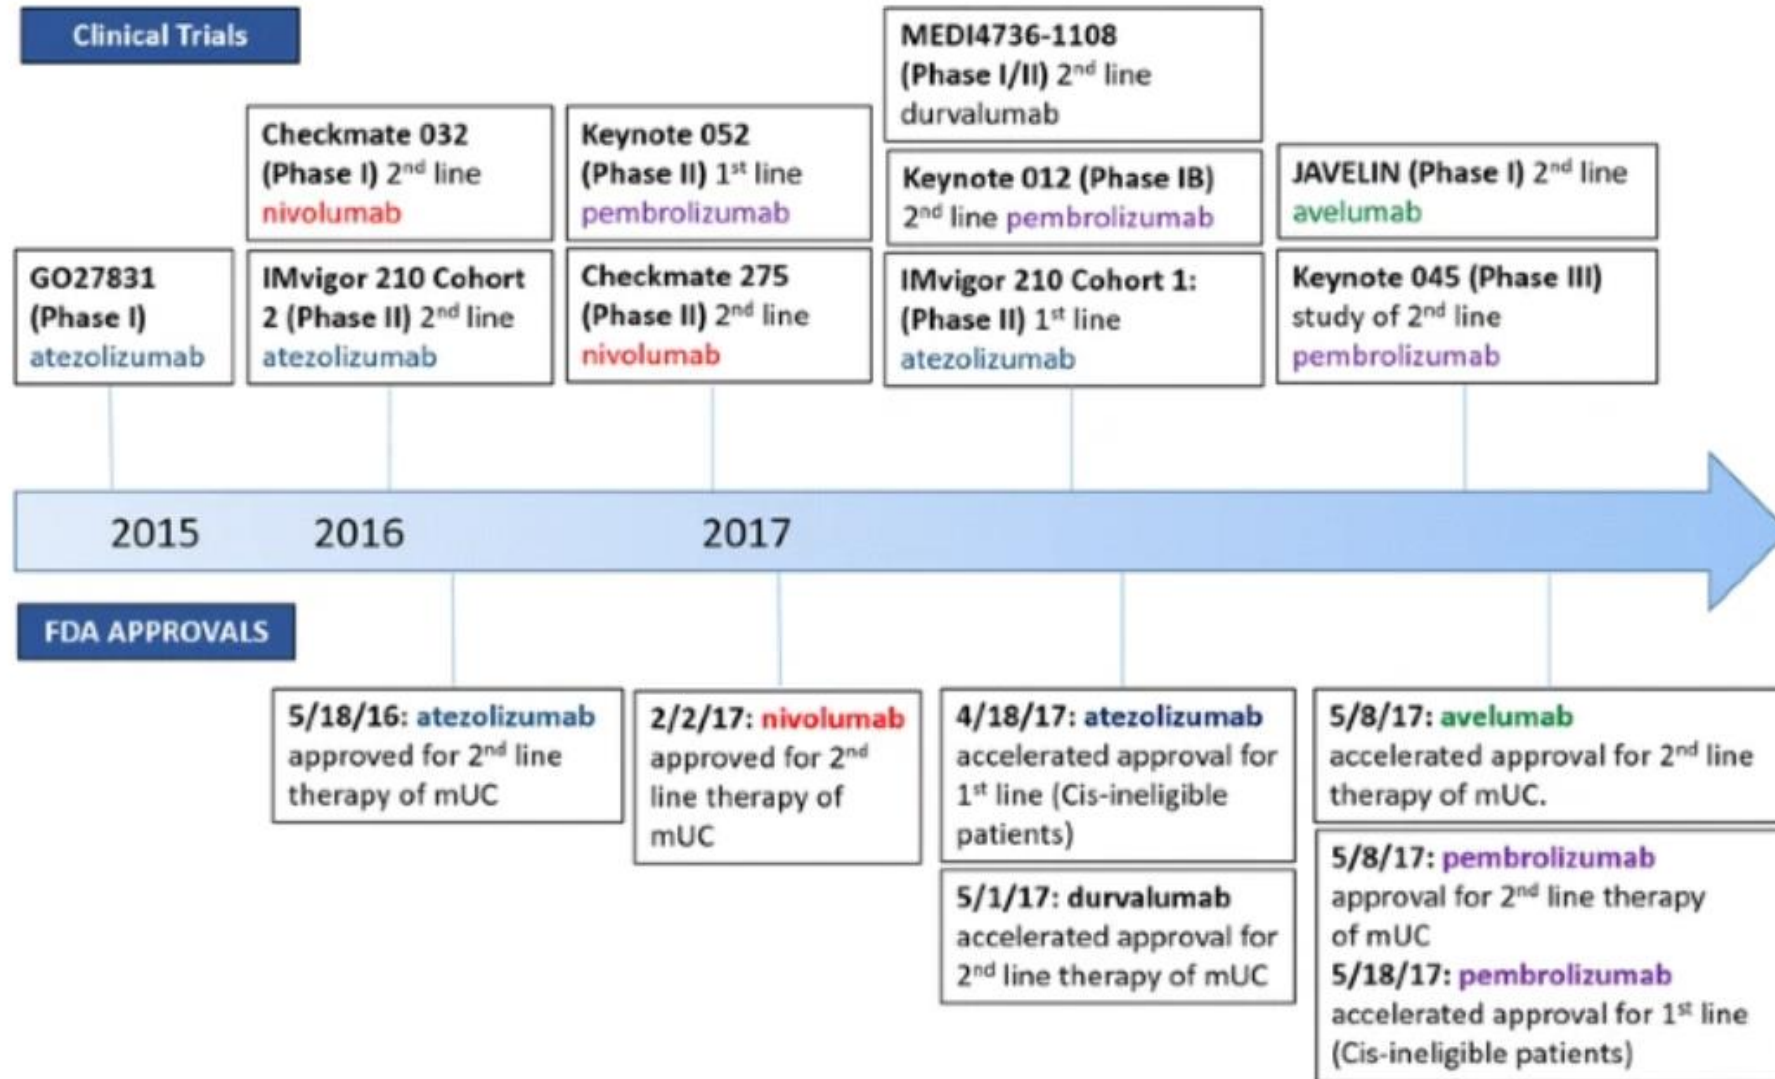 Clinical Trials
GO27831
(Phase I)
atezolizumab
Checkmate 032
(Phase I) 2nd line
nivolumab
IMvigor 210 Cohort
2 (Phase II) 2nd line
atezolizumab
Keynote 052
(Phase II) 1st line
pembrolizumab
Checkmate 275
(Phase II) 2nd line
nivolumab
MEDI4736-1108
(Phase I/II) 2nd line
durvalumab
Keynote 012 (Phase IB)
2nd line pembrolizumab
IMvigor 210 Cohort 1:
(Phase II) 1st line
atezolizumab
JAVELIN (Phase I) 2nd line
avelumab
Keynote 045 (Phase III)
study of 2nd line
pembrolizumab
2015
2016
2017
FDA APPROVALS
5/18/16: atezolizumab
approved for 2nd line
therapy of mUC
2/2/17: nivolumab
approved for 2nd
line therapy of
mUC
4/18/17: atezolizumab
accelerated approval for
1st line (Cis-ineligible
patients)
5/1/17: durvalumab
accelerated approval for
2nd line therapy of mUC
5/8/17: avelumab
accelerated approval for 2nd line
therapy of mUC.
5/8/17: pembrolizumab
approval for 2nd line therapy
of mUC
5/18/17: pembrolizumab
accelerated approval for 1st line
(Cis-ineligible patients)